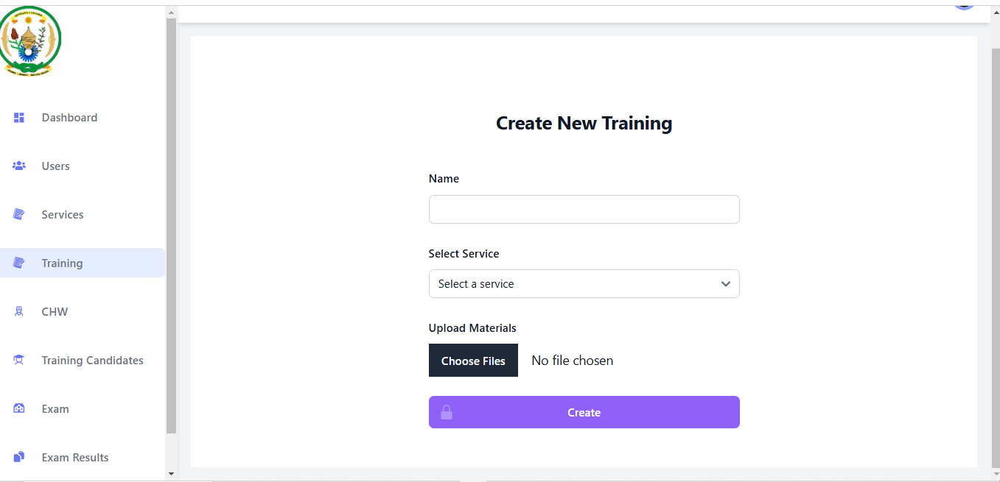 Dashboard
Users
Services
Training
CHW
Training Candidates
Exam
Exam Results
Create New Training
Name
Select Service
Select a service
Upload Materials
Choose Files No file chosen
Create